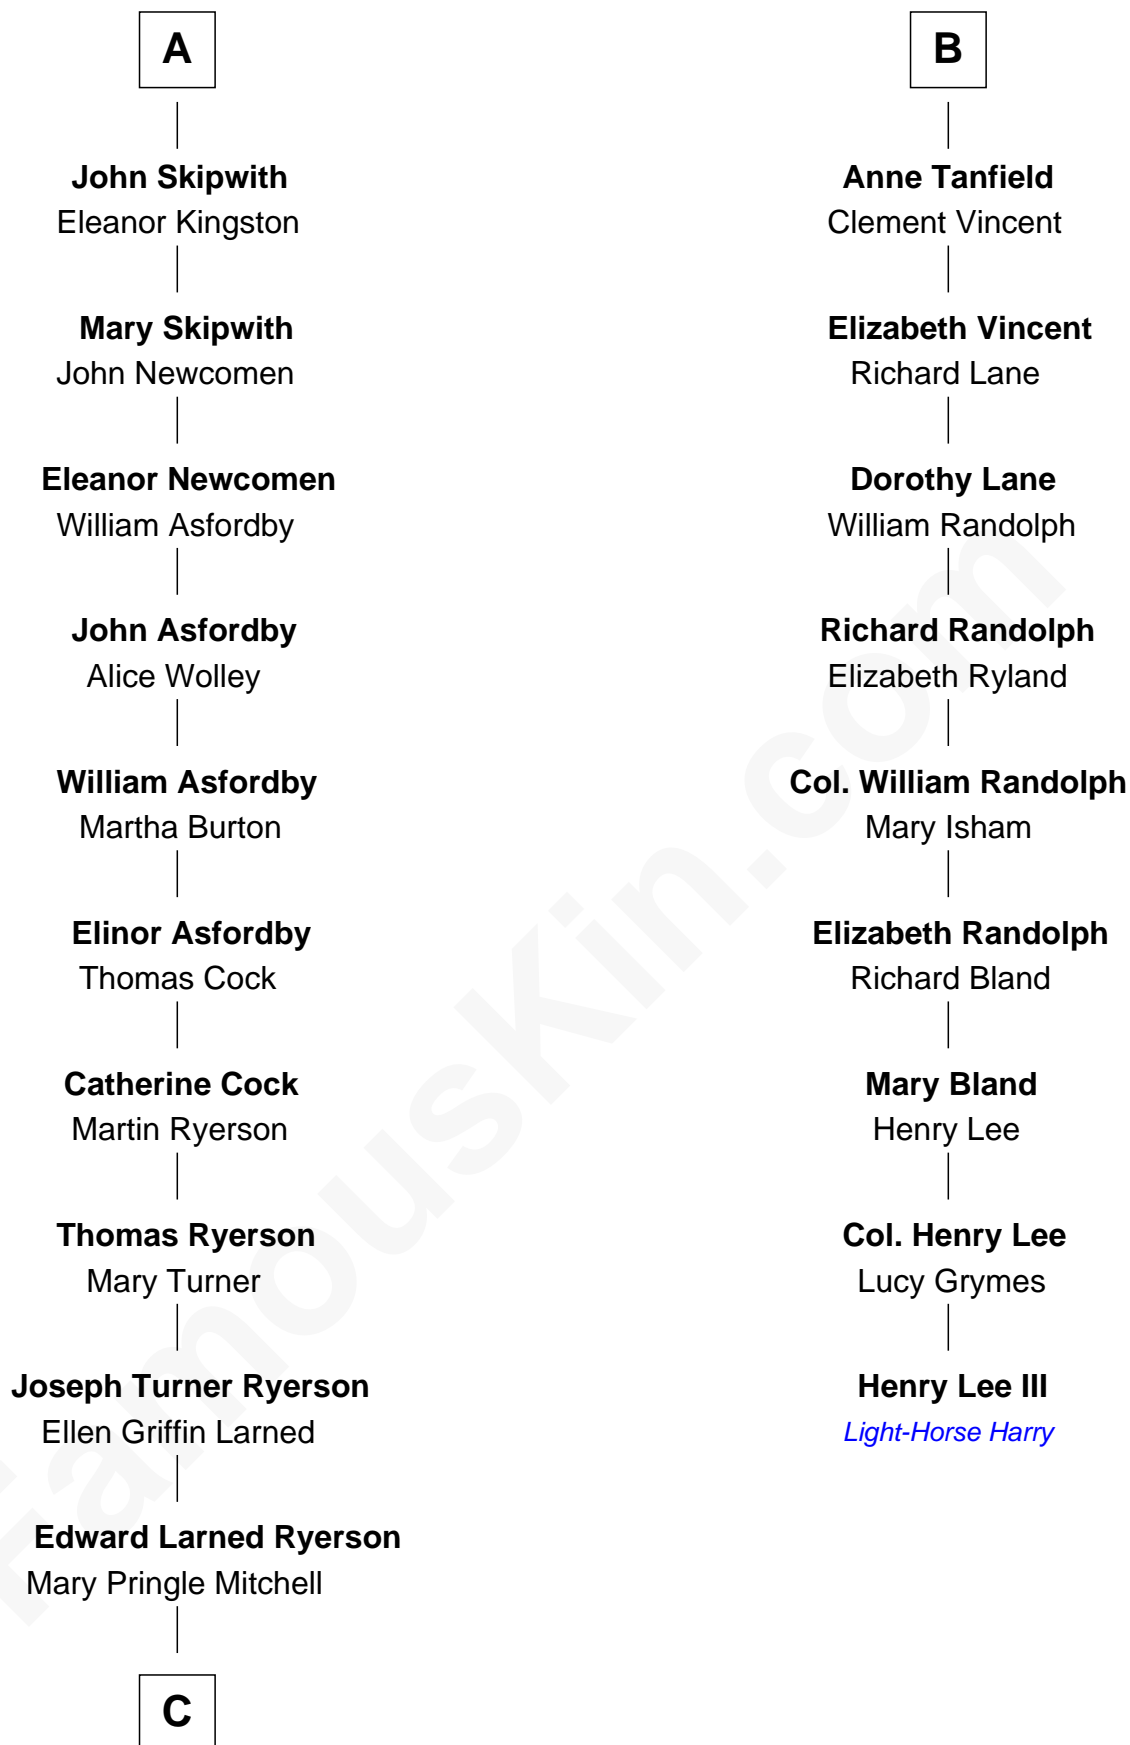 A
John Skipwith
Eleanor Kingston
Mary Skipwith
John Newcomen
Eleanor Newcomen
William Asfordby
John Asfordby
Alice Wolley
William Asfordby
Martha Burton
Elinor Asfordby
Thomas Cock
Catherine Cock
Martin Ryerson
Thomas Ryerson
Mary Turner
Joseph Turner Ryerson
Ellen Griffin Larned
Edward Larned Ryerson
Mary Pringle Mitchell
C
B
Anne Tanfield
Clement Vincent
Elizabeth Vincent
Richard Lane
Dorothy Lane
William Randolph
Richard Randolph
Elizabeth Ryland
Col. William Randolph
Mary Isham
Elizabeth Randolph
Richard Bland
Mary Bland
Henry Lee
Col. Henry Lee
Lucy Grymes
Henry Lee III
Light-Horse Harry
FamousKin.com